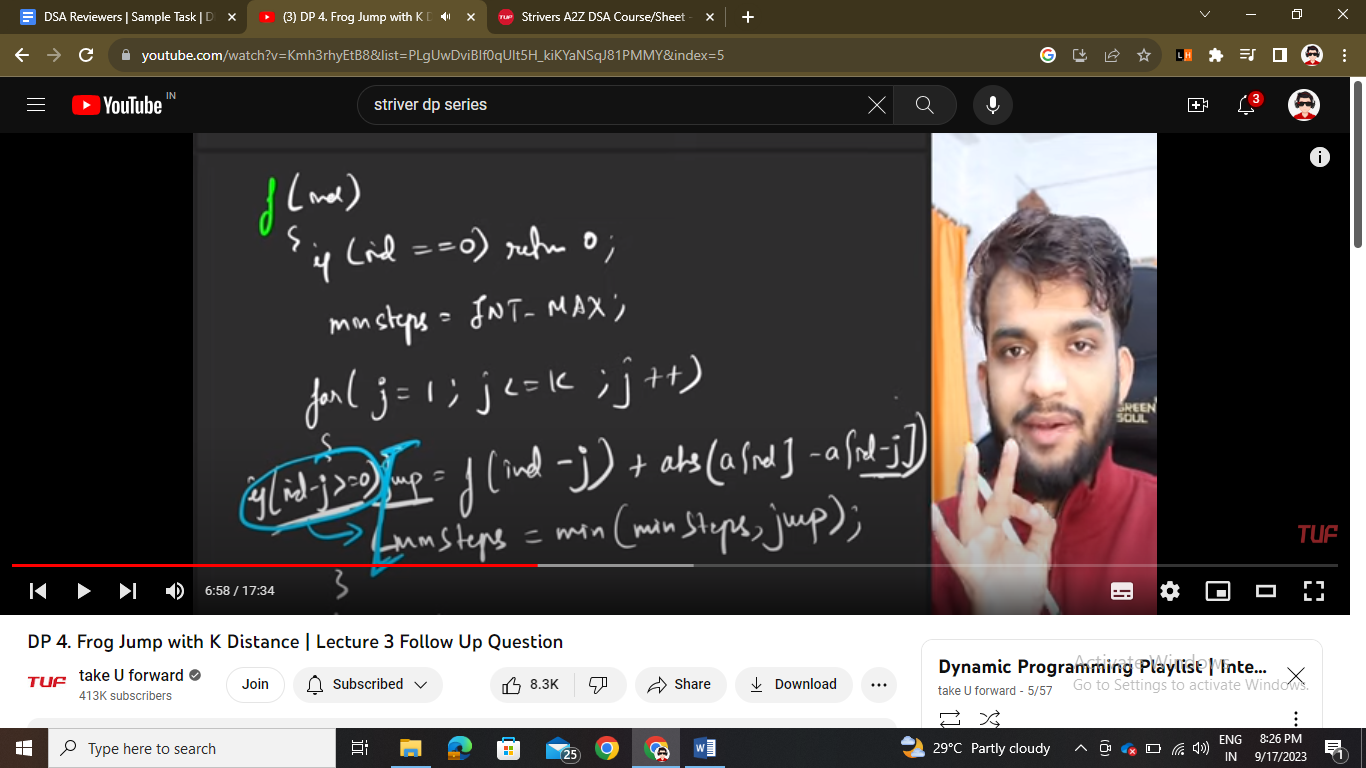 DSA Reviewers | Sample Task | D
(3) DP 4. Frog Jump with K D
Strivers A2Z DSA Course/Sheet -
youtube.com/watch?v=Kmh3rhyEtB8&list=PLgUwDviBIf0qUlt5H_kiKYaNSqJ81PMMY&index=5
YouTube IN
striver dp series
3
f(ind)
{
if (ind == 0) return 0;
mmsteps = INT_MAX;
for( j = 1; j <= K ; j++)
{
if(ind-j>=0) jump = f(ind-j) + abs(a[ind] - a[ind-j])
mmsteps = min(minsteps, jump);
}
GREEN
SOUL
TUF
6:58 / 17:34
DP 4. Frog Jump with K Distance | Lecture 3 Follow Up Question
TUF
take U forward
413K subscribers
Join
Subscribed
8.3K
Share
Download
Dynamic Programming Playlist | Inte...
take U forward - 5/57
Activate Windows
Go to Settings to activate Windows.
Type here to search
25
29°C Partly cloudy
ENG
IN
8:26 PM
9/17/2023
1